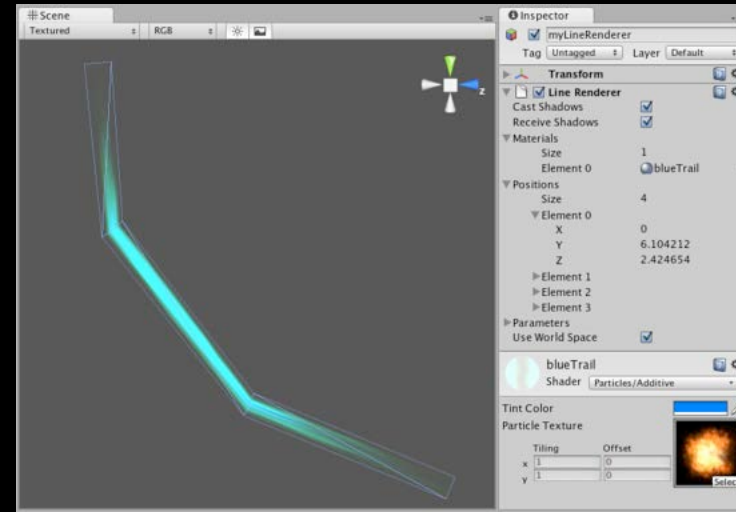 Scene
Textured RGB
z
Inspector
myLineRenderer
Tag Untagged Layer Default
Transform
Line Renderer
Cast Shadows
Receive Shadows
Materials
Size 1
Element 0 blueTrail
Positions
Size 4
Element 0
X 0
Y 6.104212
Z 2.424654
Element 1
Element 2
Element 3
Parameters
Use World Space
blueTrail
Shader Particles/Additive
Tint Color
Particle Texture
Tiling Offset
x 1 0
y 1 0
Selec